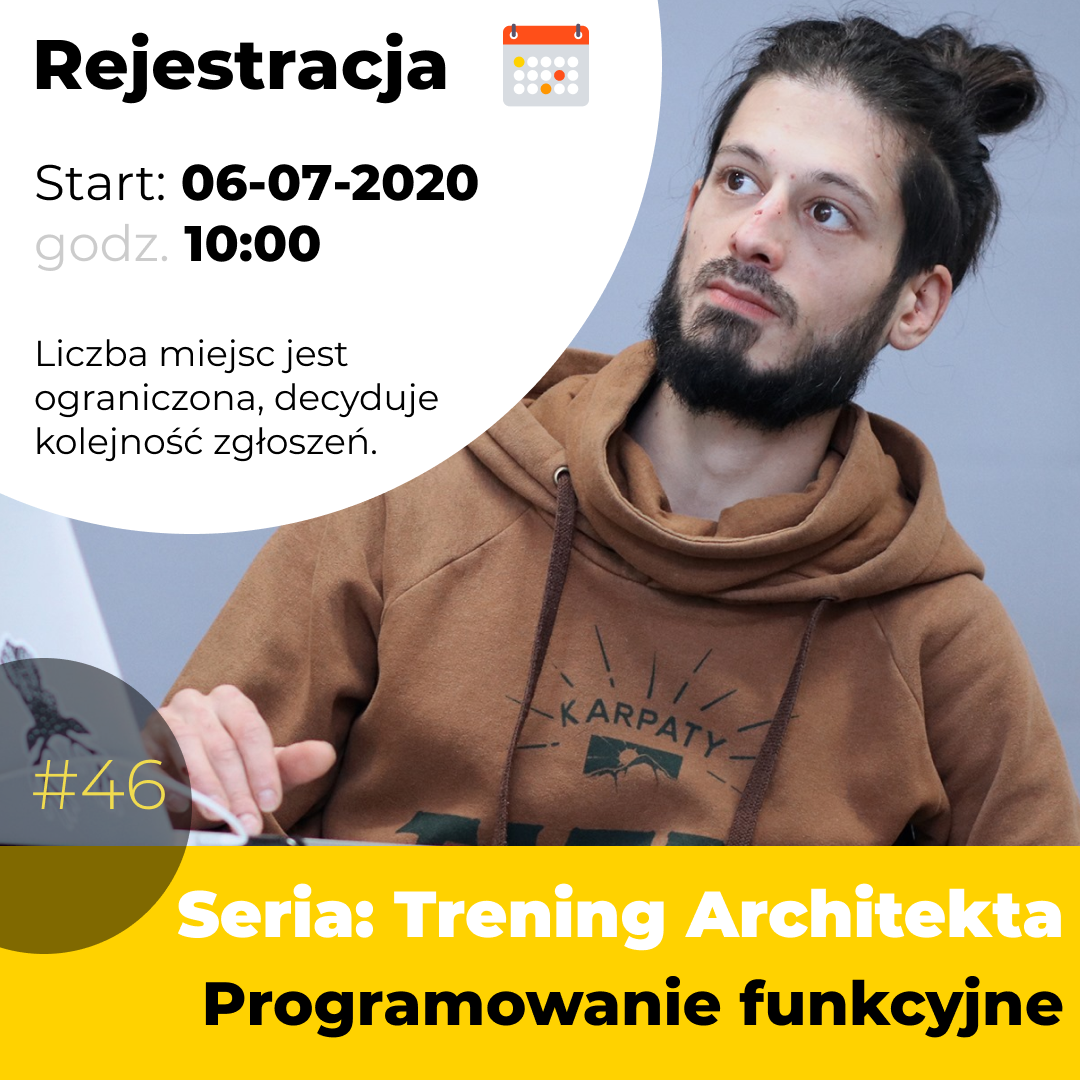 Rejestracja
Start: 06-07-2020
godz. 10:00
Liczba miejsc jest
ograniczona, decyduje
kolejność zgłoszeń.
KARPATY
#46
Seria: Trening Architekta
Programowanie funkcyjne